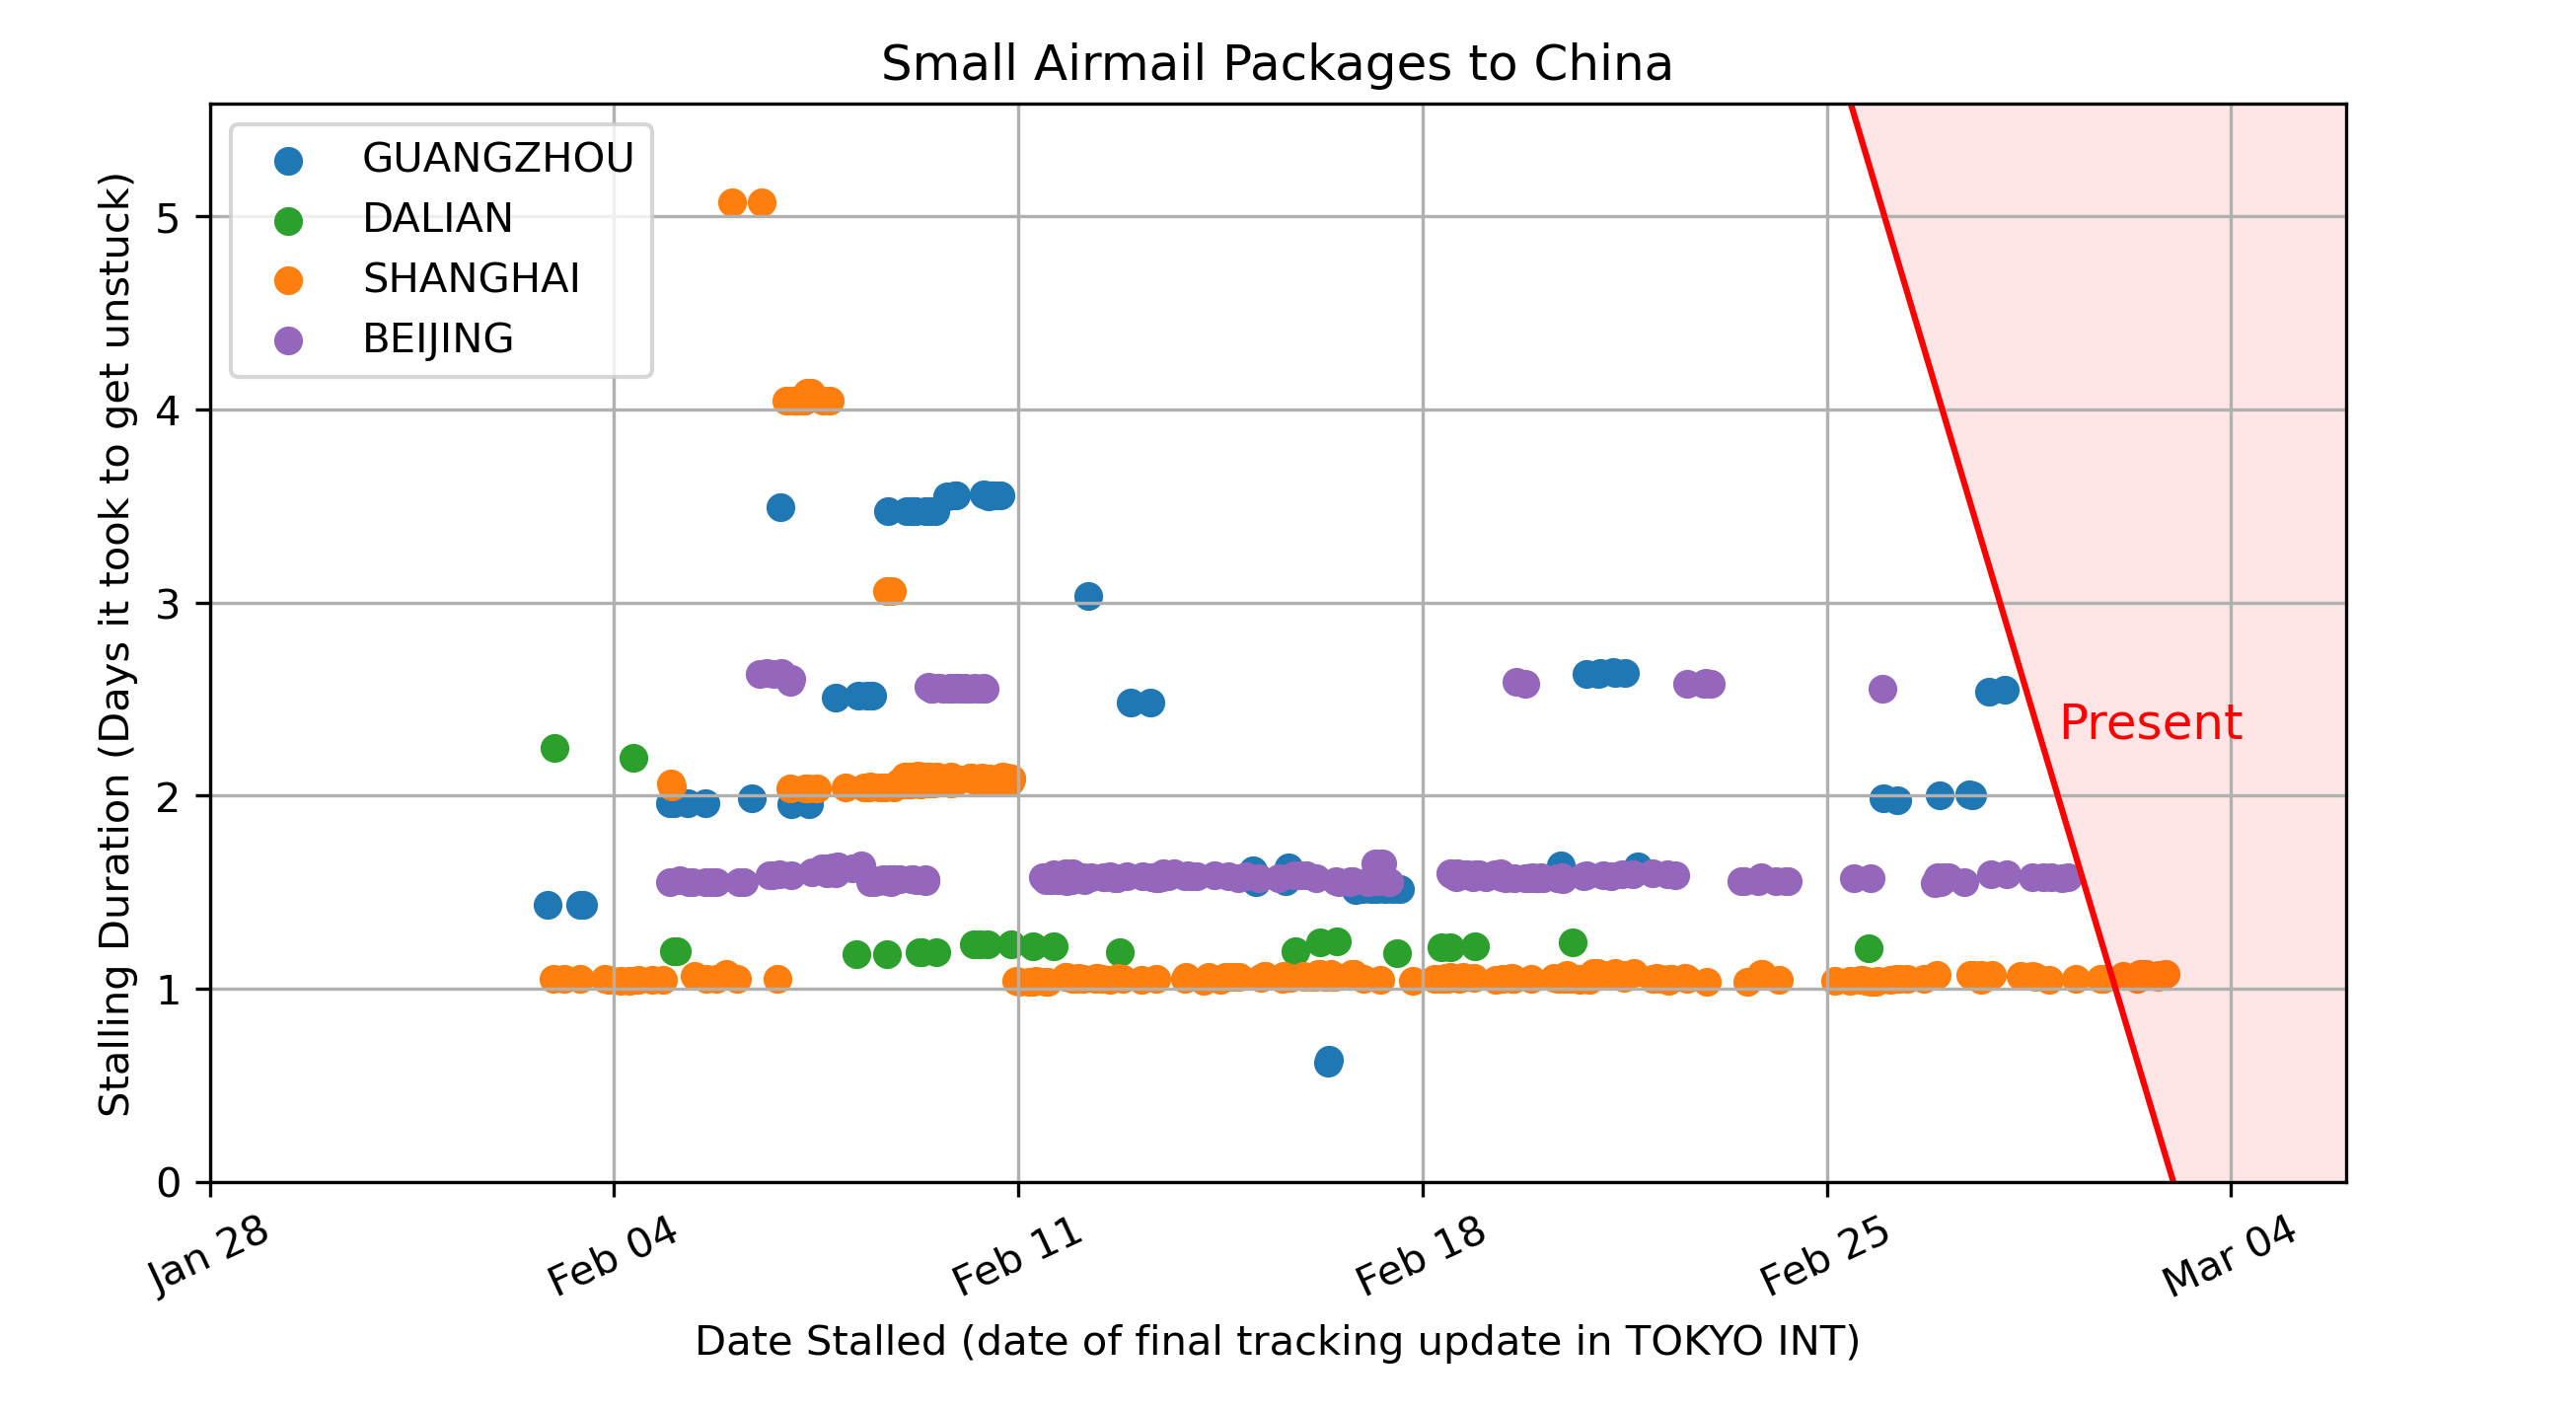 Small Airmail Packages to China
GUANGZHOU
DALIAN
SHANGHAI
BEIJING
Stalling Duration (Days it took to get unstuck)
5
4
3
2
1
0
Present
Jan 28
Feb 04
Feb 11
Feb 18
Feb 25
Mar 04
Date Stalled (date of final tracking update in TOKYO INT)